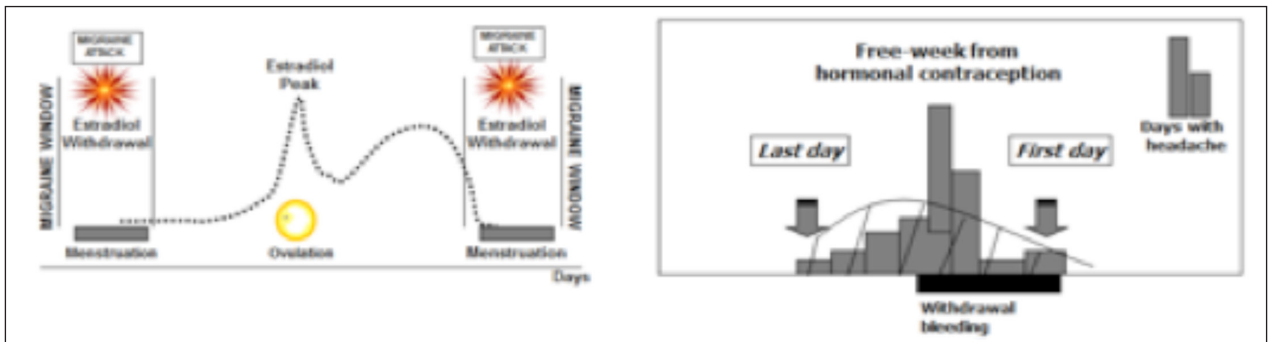 MIGRAINE
ATTACK
MIGRAINE WINDOW
Estradiol
Withdrawal
Menstruation
Estradiol
Peak
Ovulation
MIGRAINE
ATTACK
Estradiol
Withdrawal
MIGRAINE WINDOW
Menstruation
Days
Free-week from
hormonal contraception
Last day
First day
Days with
headache
Withdrawal
bleeding